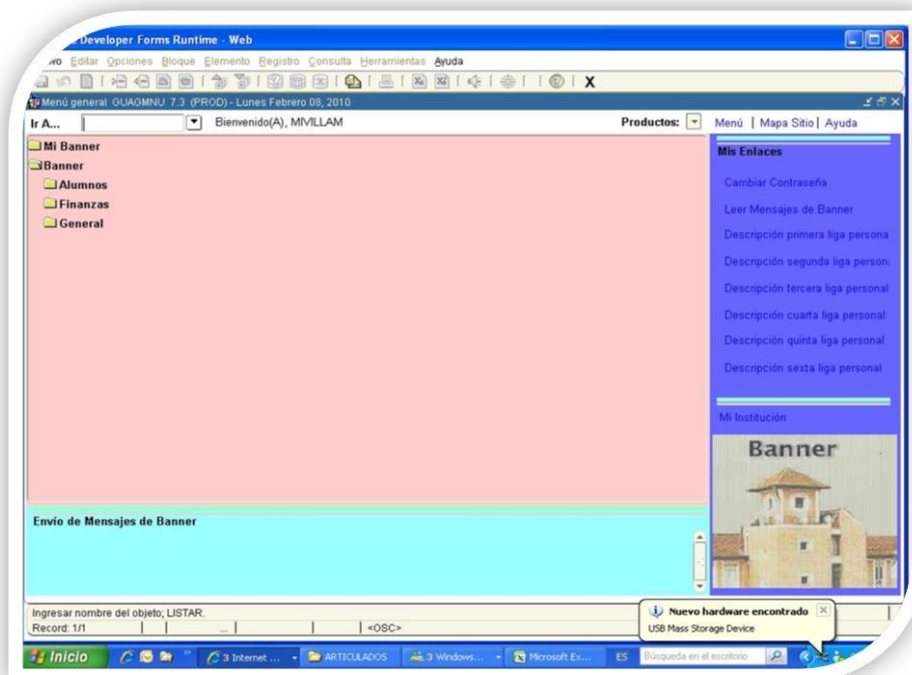 Developer Forms Runtime - Web
Editar Opciones Bloque Elemento Registro Consulta Herramientas Ayuda
Menú general GUAGMNU 7.3 (PROD) - Lunes Febrero 08, 2010
Ir A... Bienvenido(A), MIVILLAM Productos: Menú | Mapa Sitio | Ayuda
Mi Banner
Banner
Alumnos
Finanzas
General
Mis Enlaces
Cambiar Contraseña
Leer Mensajes de Banner
Descripción primera liga persona
Descripción segunda liga person
Descripción tercera liga personal
Descripción cuarta liga personal
Descripción quinta liga personal
Descripción sexta liga personal
Mi Institución
Banner
Envío de Mensajes de Banner
Ingresar nombre del objeto; LISTAR.
Record: 1/1 ... <OSC>
Nuevo hardware encontrado
USB Mass Storage Device
Inicio 3 Internet ... ARTICULADOS 3 Windows... Microsoft Ex... ES Búsqueda en el escritorio